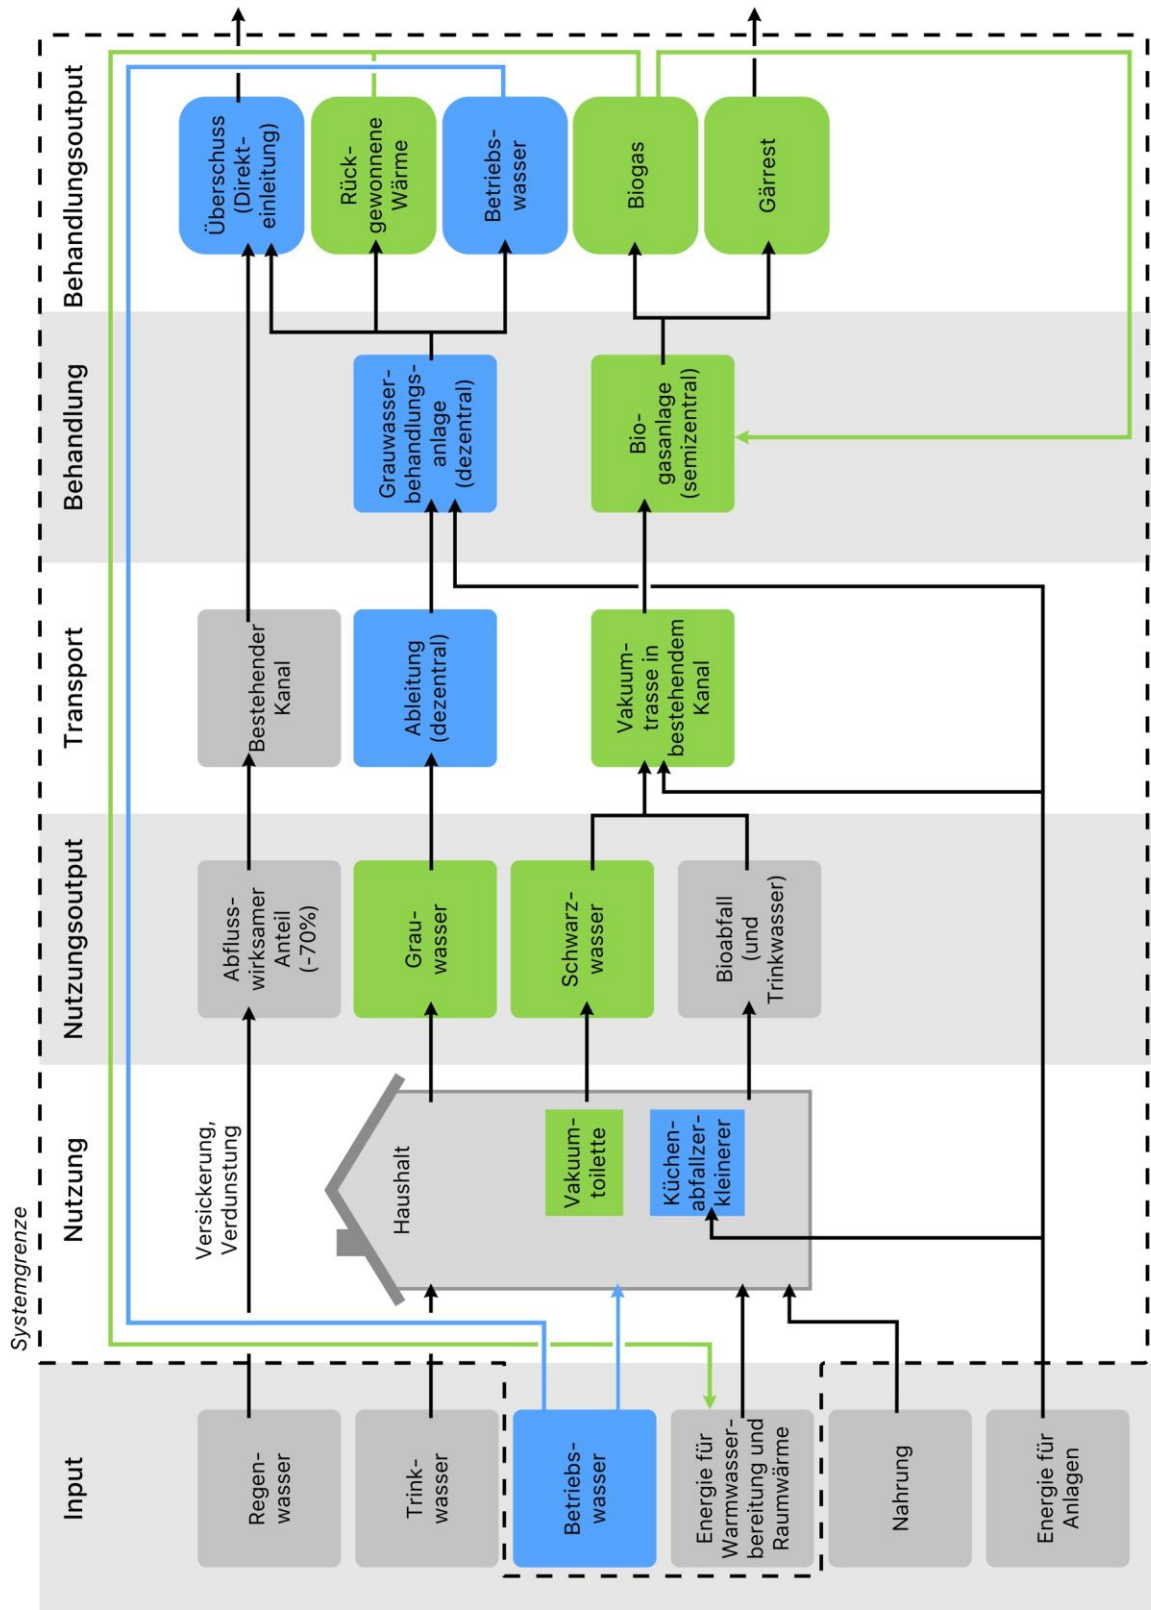 Systemgrenze
Input
Nutzung
Nutzungsoutput
Transport
Behandlung
Behandlungsoutput
Regen-
wasser
Trink-
wasser
Betriebs-
wasser
Energie für
Warmwasser-
bereitung und
Raumwärme
Nahrung
Energie für
Anlagen
Versickerung,
Verdunstung
Haushalt
Vakuum-
toilette
Küchen-
abfallzer-
kleinerer
Abfluss-
wirksamer
Anteil
(-70%)
Grau-
wasser
Schwarz-
wasser
Bioabfall
(und
Trinkwasser)
Bestehender
Kanal
Ableitung
(dezentral)
Vakuum-
trasse in
bestehendem
Kanal
Grauwasser-
behandlungs-
anlage
(dezentral)
Bio-
gasanlage
(semizentral)
Überschuss
(Direkt-
einleitung)
Rück-
gewonnene
Wärme
Betriebs-
wasser
Biogas
Gärrest